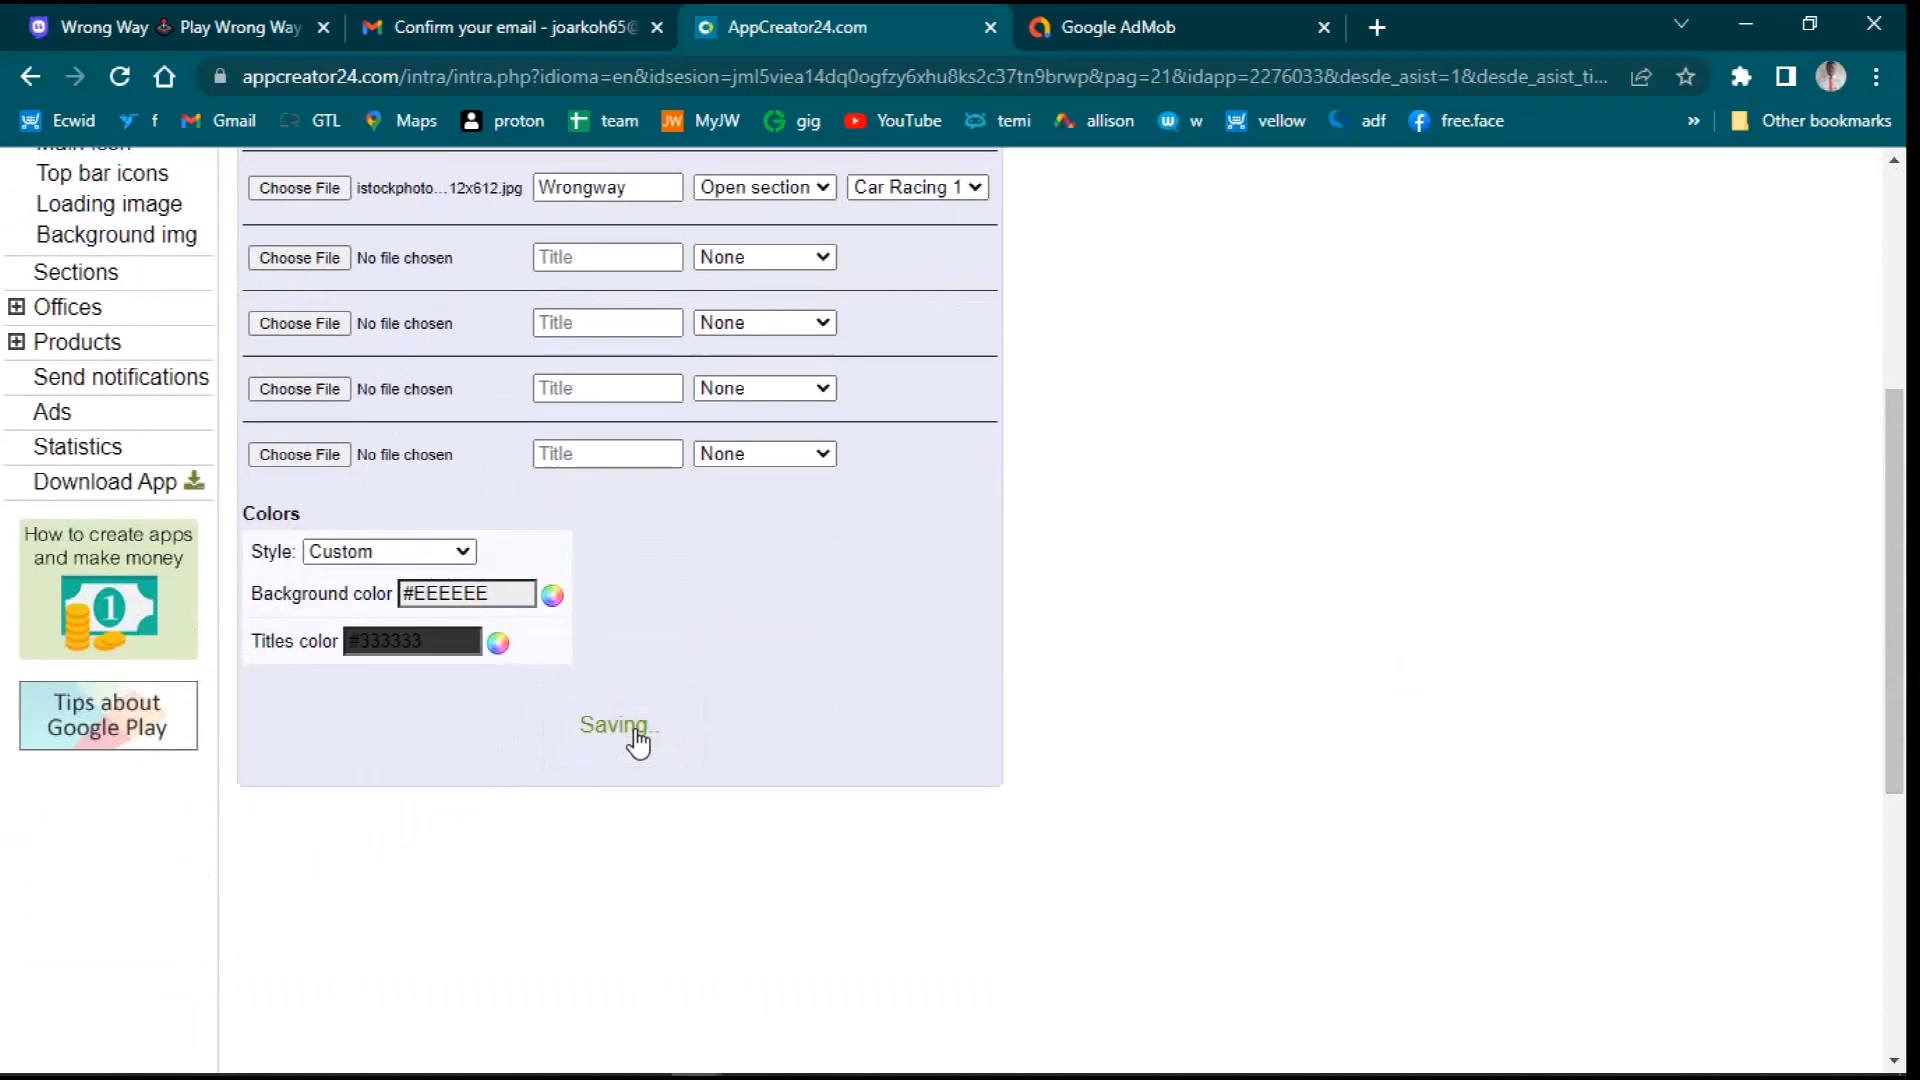 Wrong Way 🕹 Play Wrong Way
Confirm your email - joarkoh65@
AppCreator24.com
Google AdMob
appcreator24.com/intra/intra.php?idioma=en&idsesion=jml5viea14dq0ogfzy6xhu8ks2c37tn9brwp&pag=21&idapp=2276033&desde_asist=1&desde_asist_ti...
Ecwid
f
Gmail
GTL
Maps
proton
team
JW MyJW
gig
YouTube
temi
allison
w
vellow
adf
free.face
»
Other bookmarks
Top bar icons
Loading image
Background img
Sections
Offices
Products
Send notifications
Ads
Statistics
Download App
How to create apps
and make money
1
Tips about
Google Play
Choose File istockphoto...12x612.jpg Wrongway Open section Car Racing 1
Choose File No file chosen Title None
Choose File No file chosen Title None
Choose File No file chosen Title None
Choose File No file chosen Title None
Colors
Style: Custom
Background color #EEEEEE
Titles color #333333
Saving..